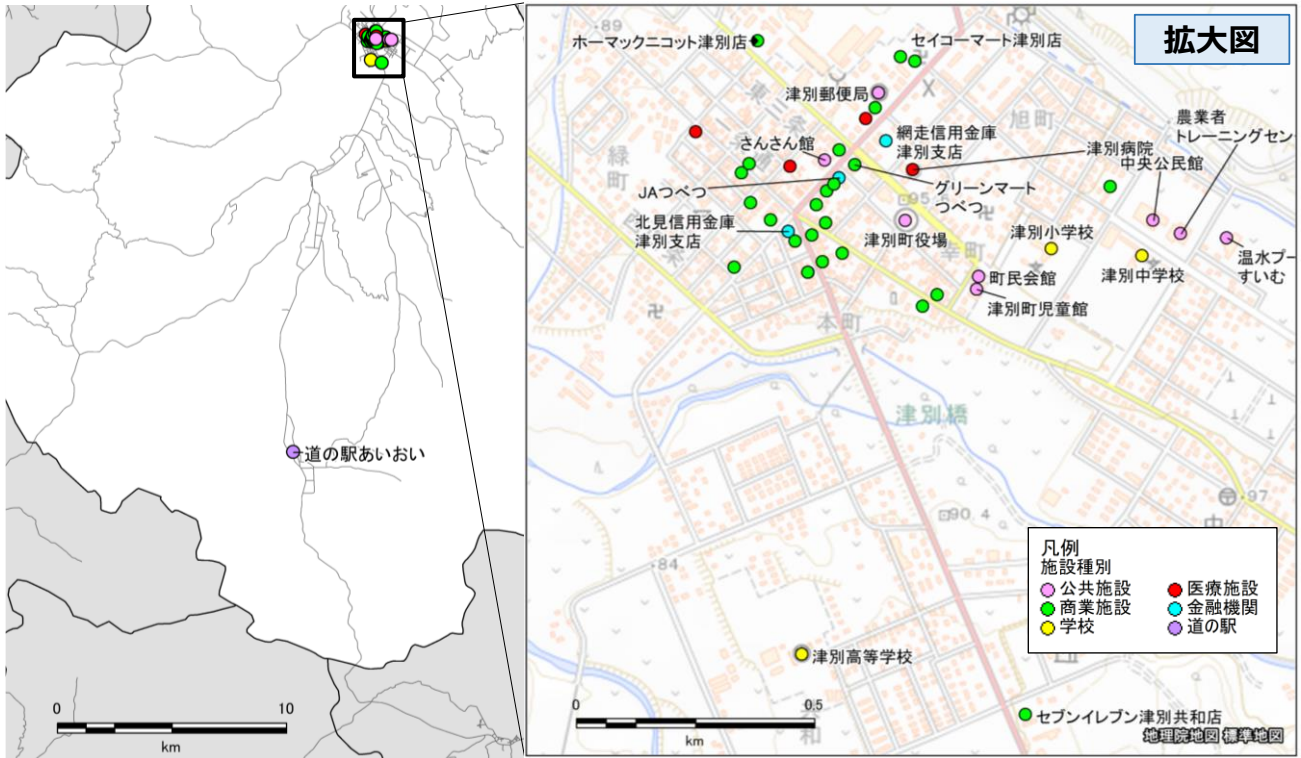 拡大図
89
ホーマックニコット津別店
セイコーマート津別店
津別郵便局
旭町
農業者
トレーニングセン
さんさん館
網走信用金庫
津別支店
津別病院
中央公民館
緑町
JAつべつ
グリーンマート
つべつ
95.6
北見信用金庫
津別支店
津別町役場
幸町
津別小学校
津別中学校
温水プー
すいむ
町民会館
津別町児童館
本町
津別橋
道の駅あいおい
97
90.4
84
凡例
施設種別
公共施設
医療施設
商業施設
金融機関
学校
道の駅
津別高等学校
セブンイレブン津別共和店
和
地理院地図 標準地図
0
10
km
0
0.5
km